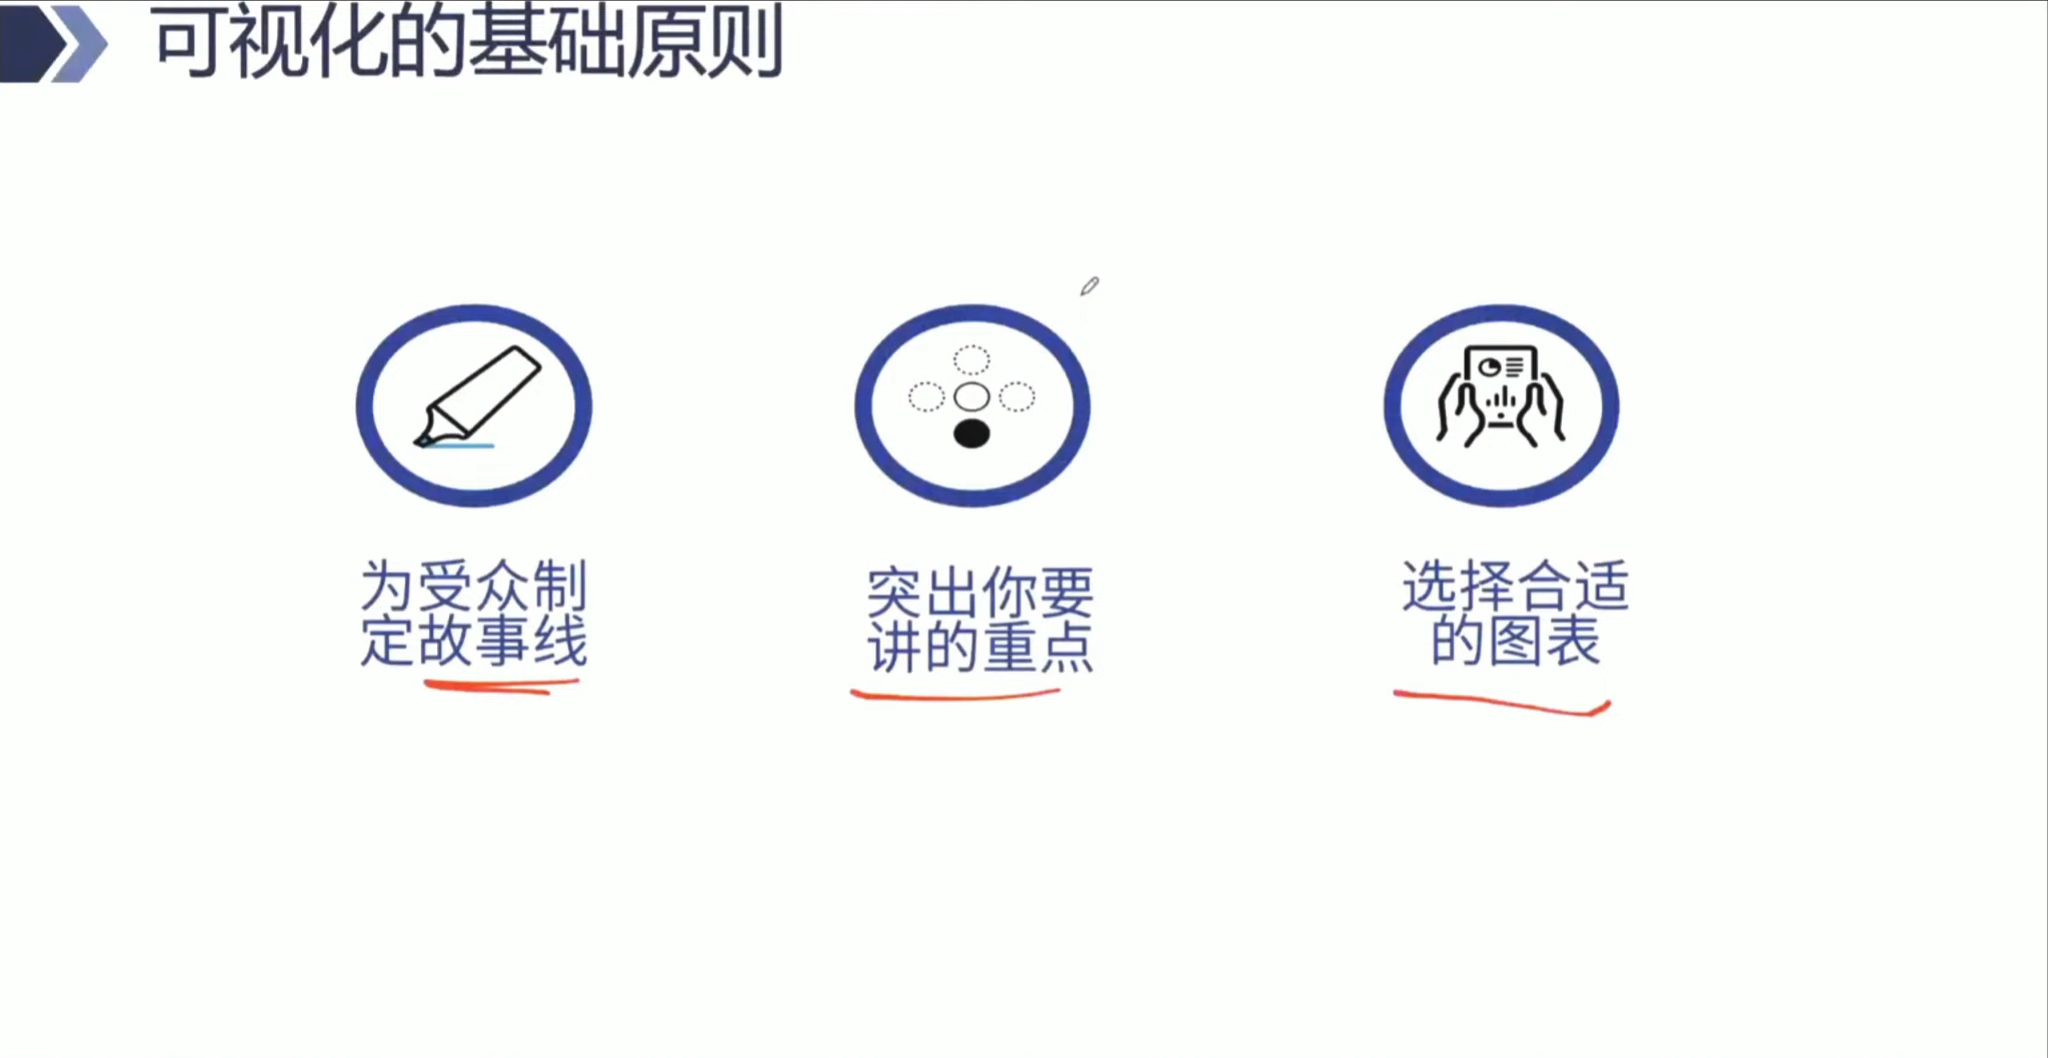 可视化的基础原则
为受众制
定故事线
突出你要
讲的重点
选择合适
的图表